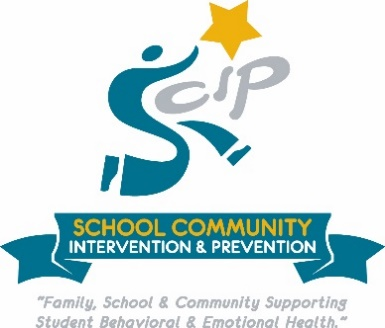 SCIP
SCHOOL COMMUNITY
INTERVENTION & PREVENTION
"Family, School & Community Supporting
Student Behavioral & Emotional Health."